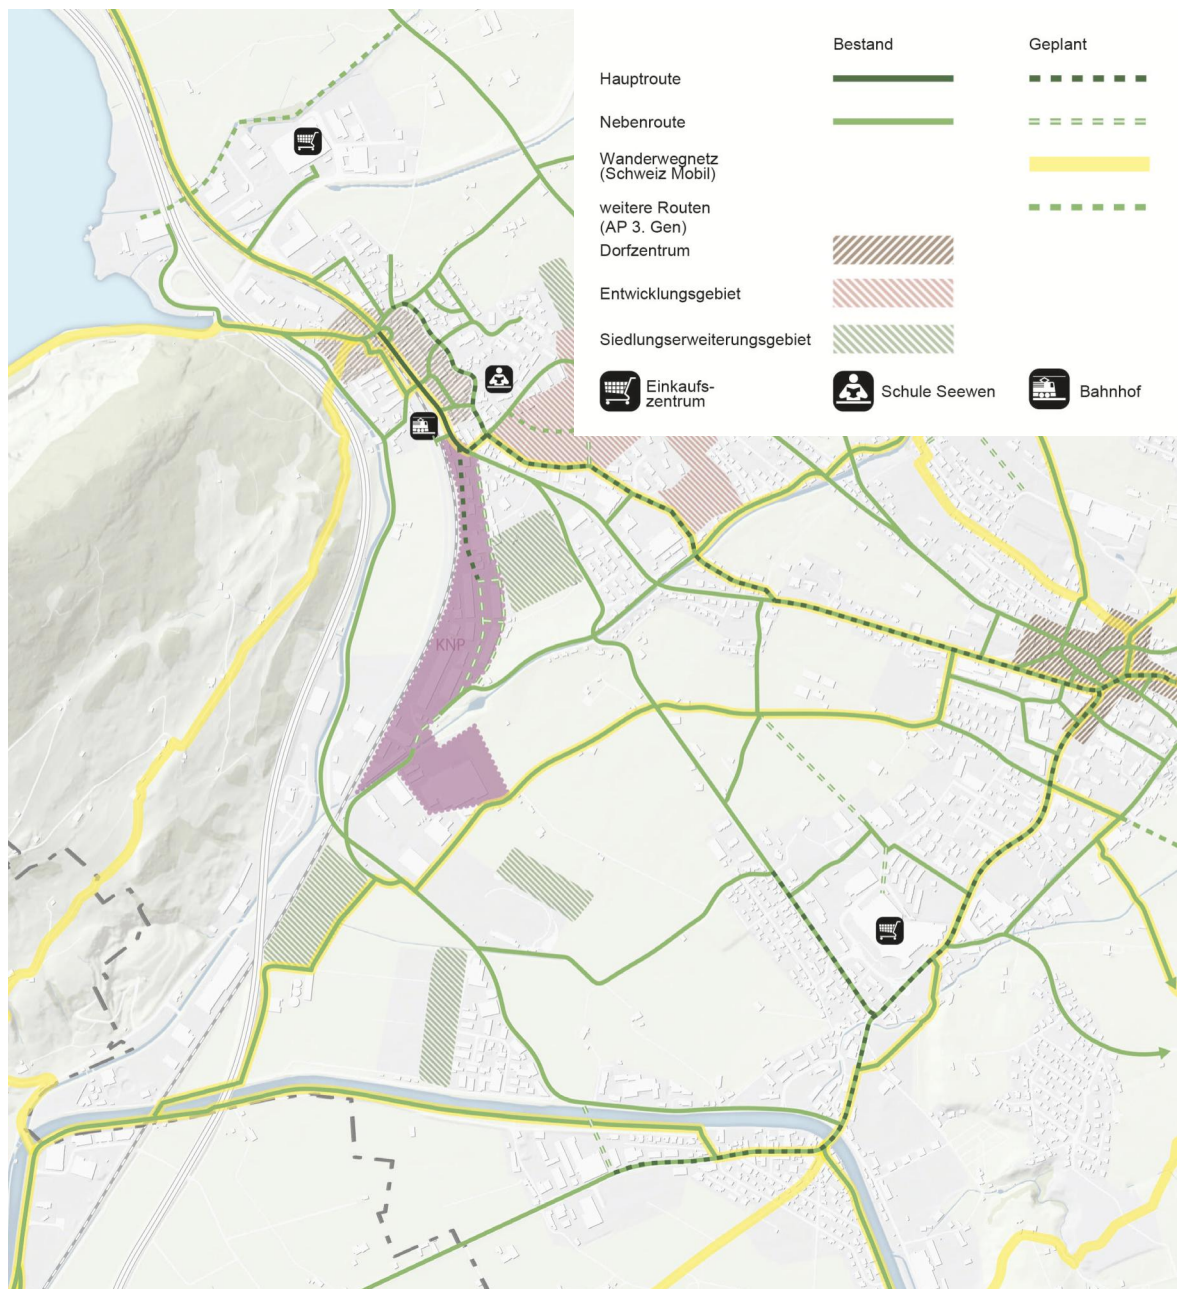 Bestand Geplant
Hauptroute
Nebenroute
Wanderwegnetz
(Schweiz Mobil)
weitere Routen
(AP 3. Gen)
Dorfzentrum
Entwicklungsgebiet
Siedlungserweiterungsgebiet
Einkaufs-
zentrum
Schule Seewen
Bahnhof
KNP